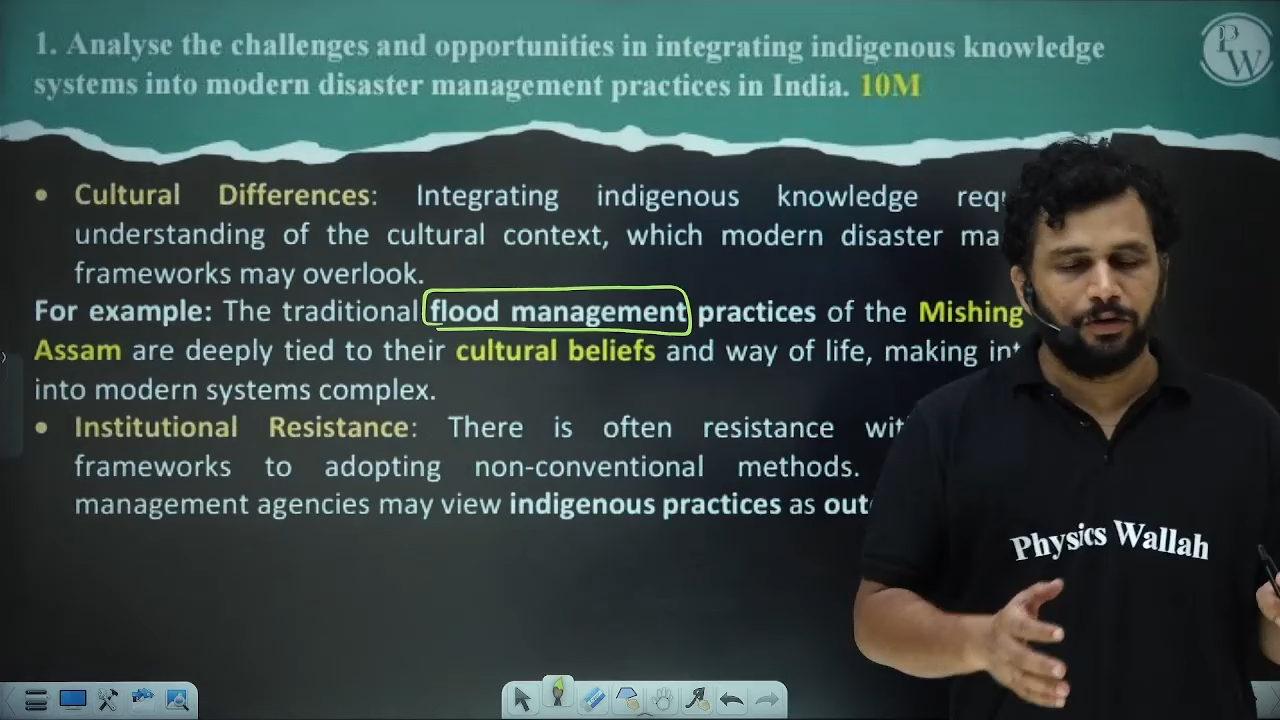 1. Analyse the challenges and opportunities in integrating indigenous knowledge
systems into modern disaster management practices in India. 10M
PW
• Cultural Differences: Integrating indigenous knowledge
understanding of the cultural context, which modern disaster
frameworks may overlook.
For example: The traditional flood management practices of the Mishing
Assam are deeply tied to their cultural beliefs and way of life, making
into modern systems complex.
• Institutional Resistance: There is often resistance
frameworks to adopting non-conventional methods.
management agencies may view indigenous practices as
Physics Wallah